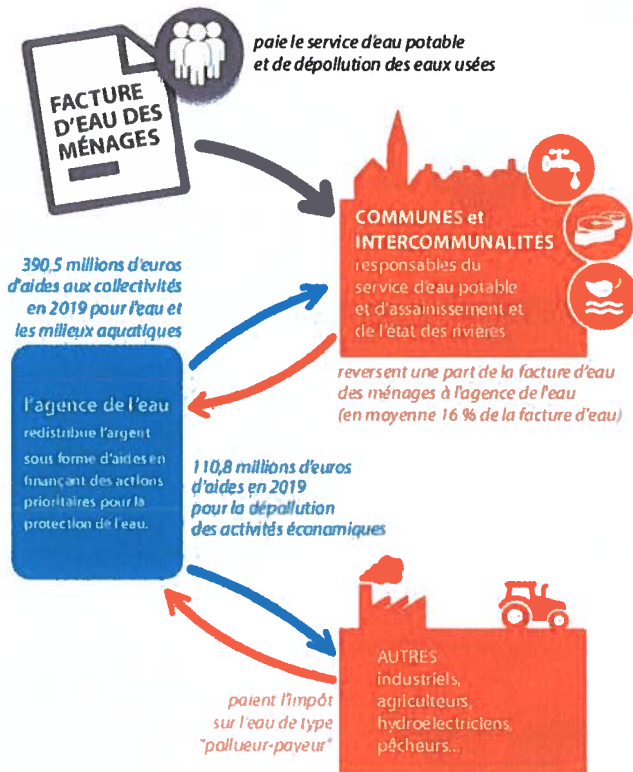 paie le service d'eau potable
et de dépollution des eaux usées
FACTURE
D'EAU DES
MÉNAGES
COMMUNES et
INTERCOMMUNALITÉS
responsables du
service d'eau potable
et d'assainissement et
de l'état des rivières
390,5 millions d'euros
d'aides aux collectivités
en 2019 pour l'eau et
les milieux aquatiques
reversent une part de la facture d'eau
des ménages à l'agence de l'eau
(en moyenne 16 % de la facture d'eau)
l'agence de l'eau
redistribue l'argent
sous forme d'aides en
finançant des actions
prioritaires pour la
protection de l'eau.
110,8 millions d'euros
d'aides en 2019
pour la dépollution
des activités économiques
AUTRES
industriels,
agriculteurs,
hydroélectriciens,
pêcheurs...
paient l'impôt
sur l'eau de type
"pollueur-payeur"